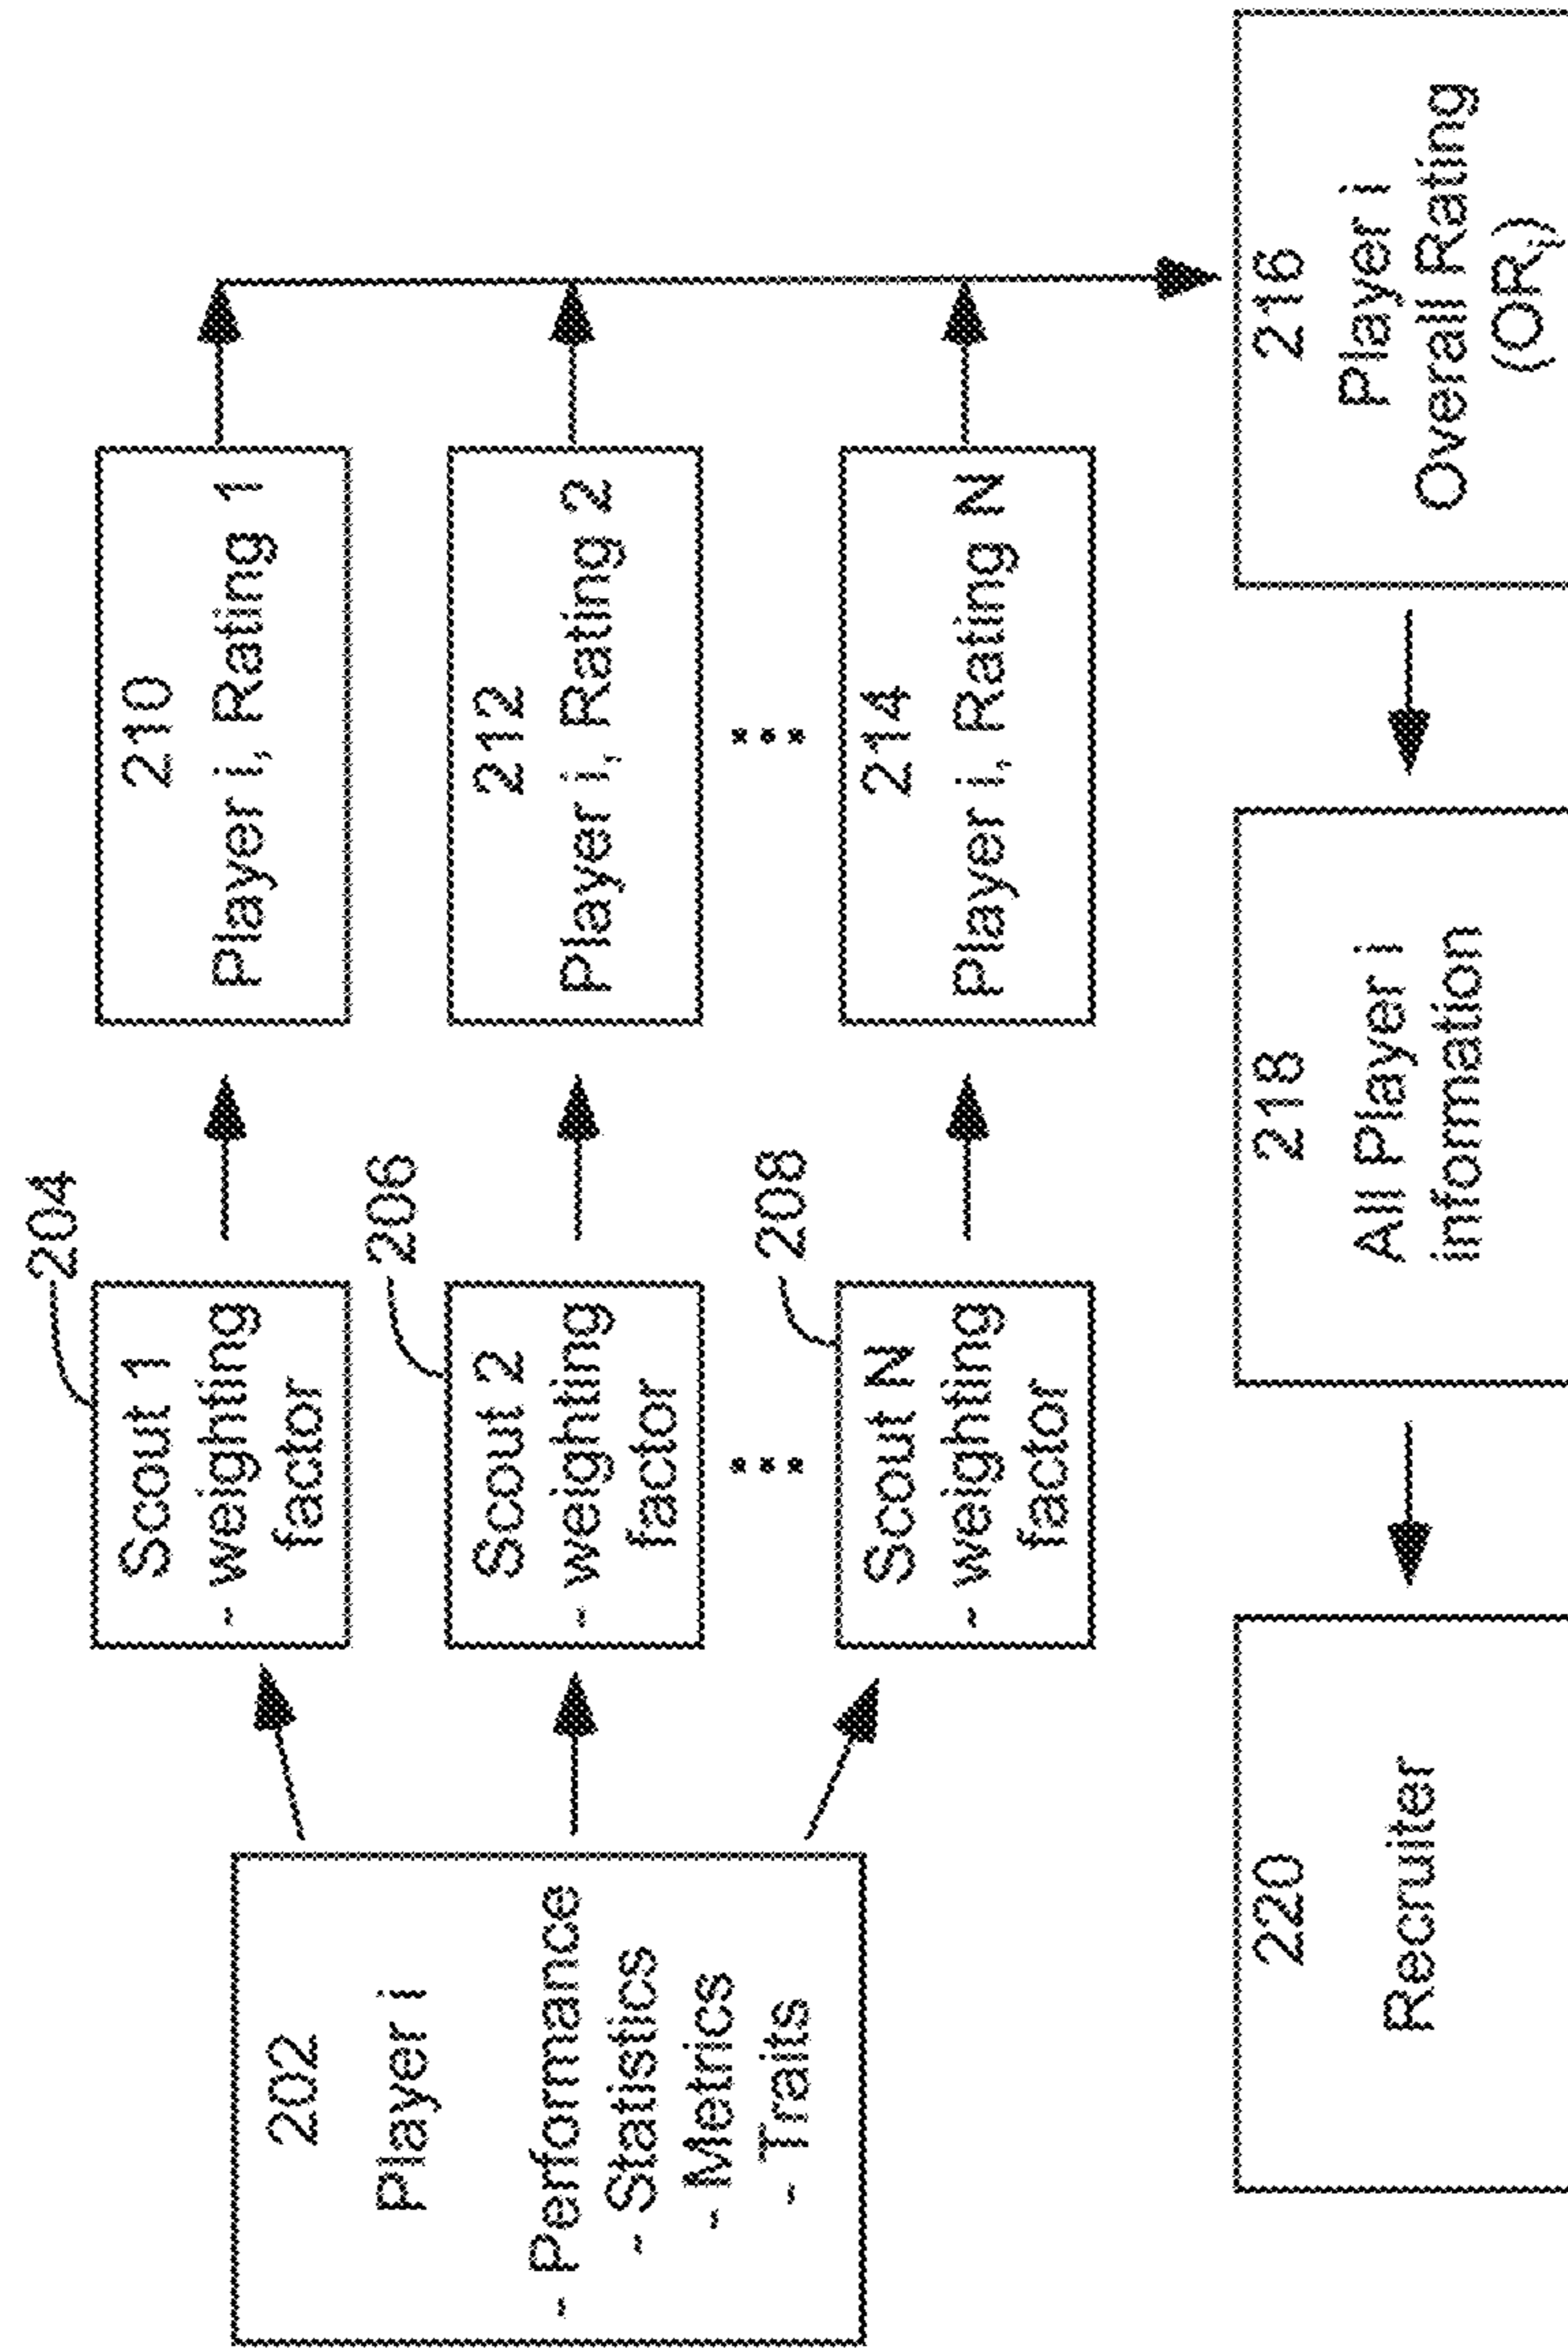 202
Player i
- Performance
- Statistics
- Metrics
- Traits
204
Scout 1
- weighting
factor
206
Scout 2
- weighting
factor
...
208
Scout N
- weighting
factor
210
Player i, Rating 1
212
Player i, Rating 2
...
214
Player i, Rating N
216
Player i
Overall Rating
(ORi)
218
All Player i
information
220
Recruiter